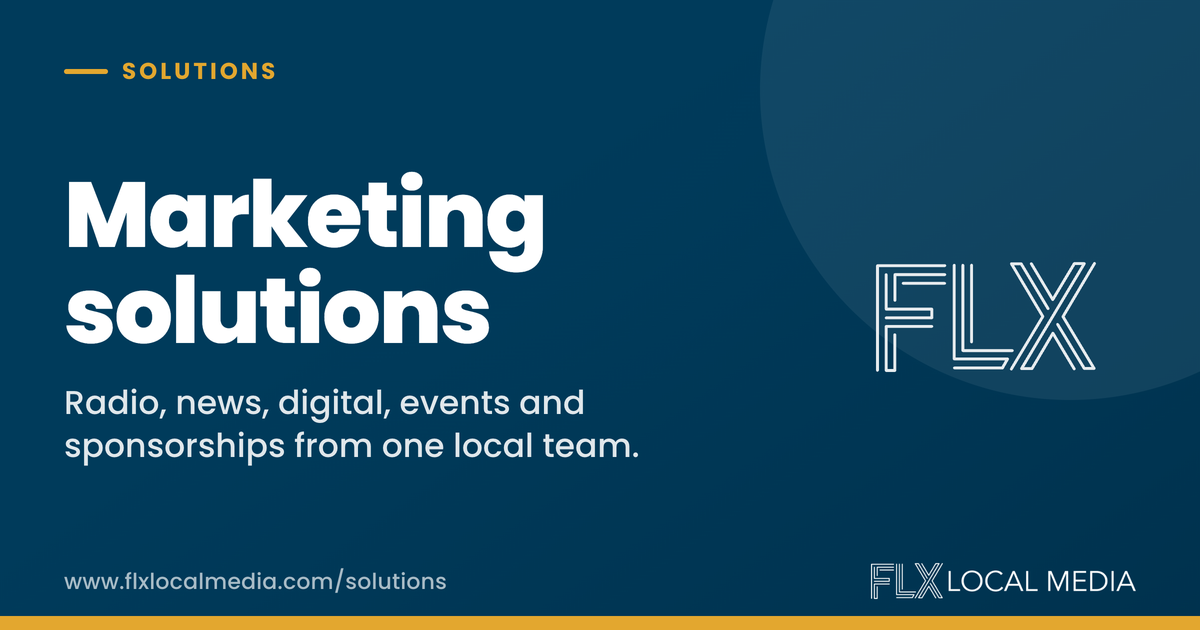 SOLUTIONS
Marketing
solutions
Radio, news, digital, events and
sponsorships from one local team.
FLX
www.flxlocalmedia.com/solutions
FLX LOCAL MEDIA